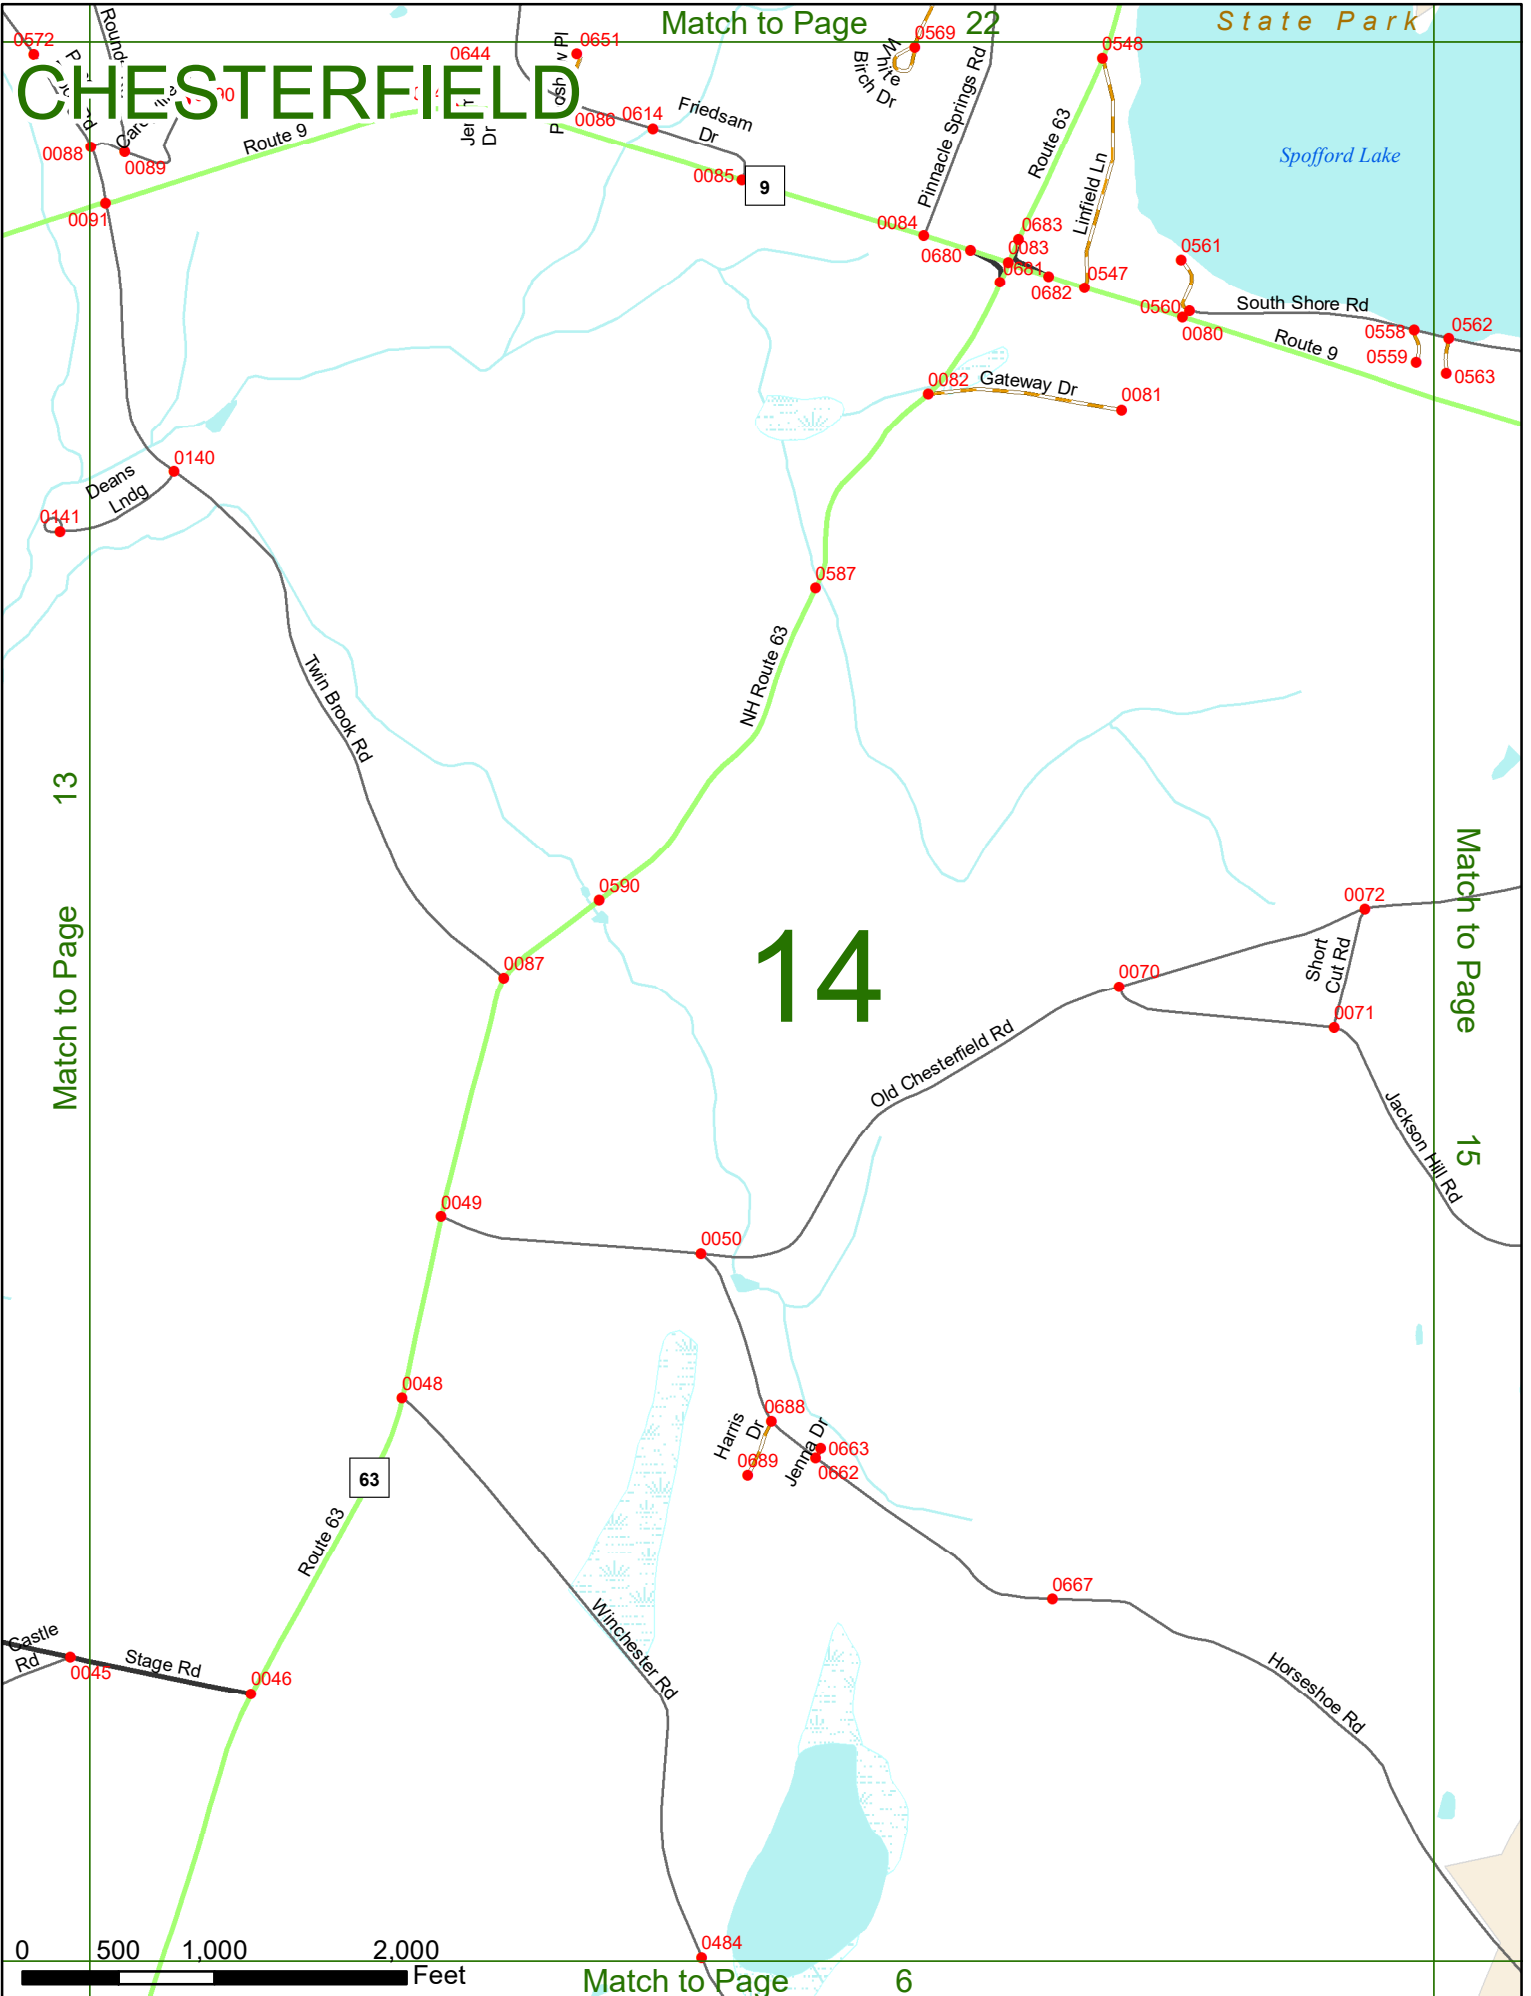 Match to Page 22
State Park
CHESTERFIELD
0572
0644
0651
0569
0548
White
Birch Dr
Pinnacle Springs Rd
Route 63
Linfield Ln
Spofford Lake
Route 9
0088
0089
0091
0086
0614
Friedsam
Dr
0085
9
0084
0680
0683
0083
0681
0682
0547
0561
0560
0080
South Shore Rd
Route 9
0558
0559
0562
0563
0082
Gateway Dr
0081
0140
Deans
Lndg
0141
0587
NH Route 63
Twin Brook Rd
Match to Page 13
0590
0087
14
0072
Short
Cut Rd
0070
0071
Match to Page 15
Old Chesterfield Rd
Jackson Hill Rd
0049
0050
0048
63
Route 63
Harris
Dr
0688
0689
Jenna Dr
0663
0662
0667
Winchester Rd
Horseshoe Rd
Castle
Rd
0045
Stage Rd
0046
0484
0 500 1,000 2,000
Feet
Match to Page 6